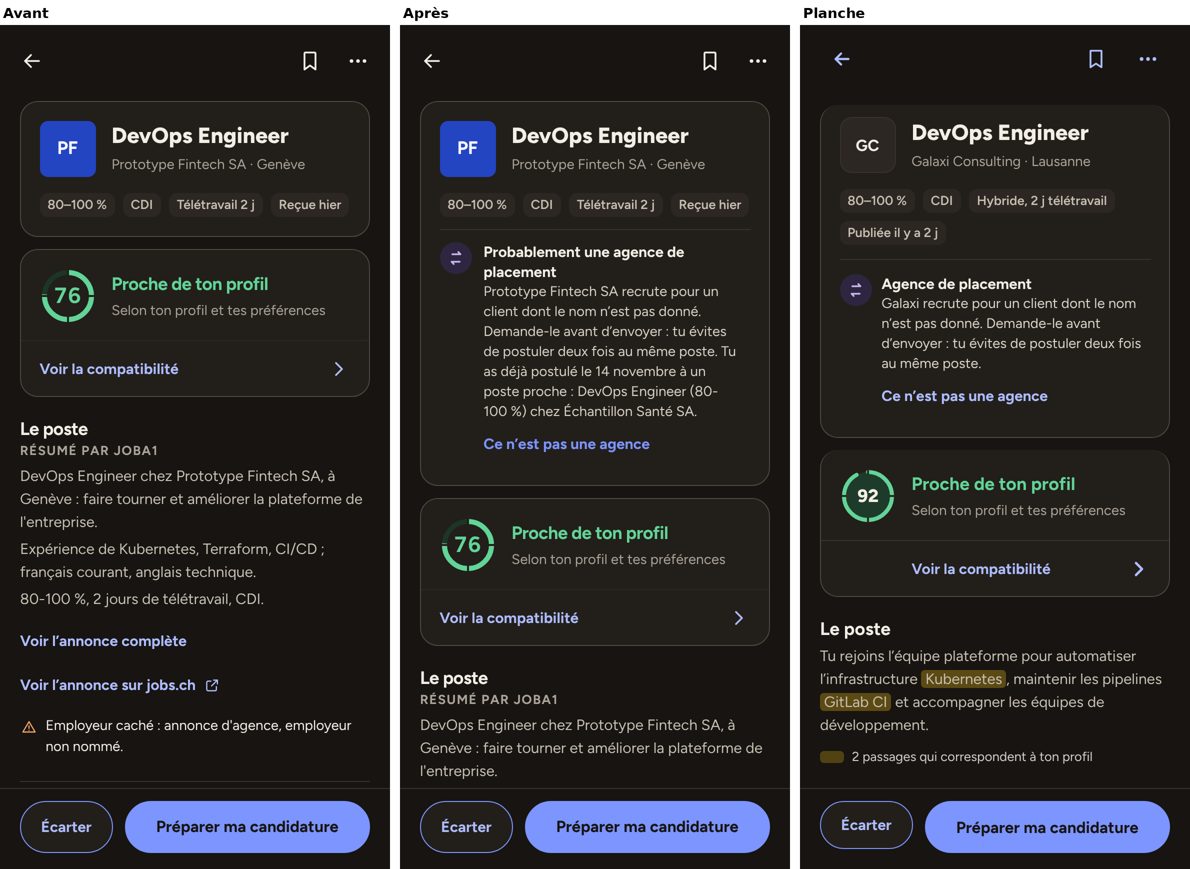 Avant
PF
DevOps Engineer
Prototype Fintech SA · Genève
80–100 %
CDI
Télétravail 2 j
Reçue hier
76
Proche de ton profil
Selon ton profil et tes préférences
Voir la compatibilité
Le poste
RÉSUMÉ PAR JOBA1
DevOps Engineer chez Prototype Fintech SA, à
Genève : faire tourner et améliorer la plateforme de
l'entreprise.
Expérience de Kubernetes, Terraform, CI/CD ;
français courant, anglais technique.
80-100 %, 2 jours de télétravail, CDI.
Voir l’annonce complète
Voir l’annonce sur jobs.ch
Employeur caché : annonce d'agence, employeur
non nommé.
Écarter
Préparer ma candidature
Après
PF
DevOps Engineer
Prototype Fintech SA · Genève
80–100 %
CDI
Télétravail 2 j
Reçue hier
Probablement une agence de
placement
Prototype Fintech SA recrute pour un
client dont le nom n’est pas donné.
Demande-le avant d’envoyer : tu évites
de postuler deux fois au même poste. Tu
as déjà postulé le 14 novembre à un
poste proche : DevOps Engineer (80-
100 %) chez Échantillon Santé SA.
Ce n’est pas une agence
76
Proche de ton profil
Selon ton profil et tes préférences
Voir la compatibilité
Le poste
RÉSUMÉ PAR JOBA1
DevOps Engineer chez Prototype Fintech SA, à
Genève : faire tourner et améliorer la plateforme de
l'entreprise.
Écarter
Préparer ma candidature
Planche
GC
DevOps Engineer
Galaxi Consulting · Lausanne
80–100 %
CDI
Hybride, 2 j télétravail
Publiée il y a 2 j
Agence de placement
Galaxi recrute pour un client dont le nom
n’est pas donné. Demande-le avant
d’envoyer : tu évites de postuler deux fois
au même poste.
Ce n’est pas une agence
92
Proche de ton profil
Selon ton profil et tes préférences
Voir la compatibilité
Le poste
Tu rejoins l’équipe plateforme pour automatiser
l’infrastructure Kubernetes, maintenir les pipelines
GitLab CI et accompagner les équipes de
développement.
2 passages qui correspondent à ton profil
Écarter
Préparer ma candidature